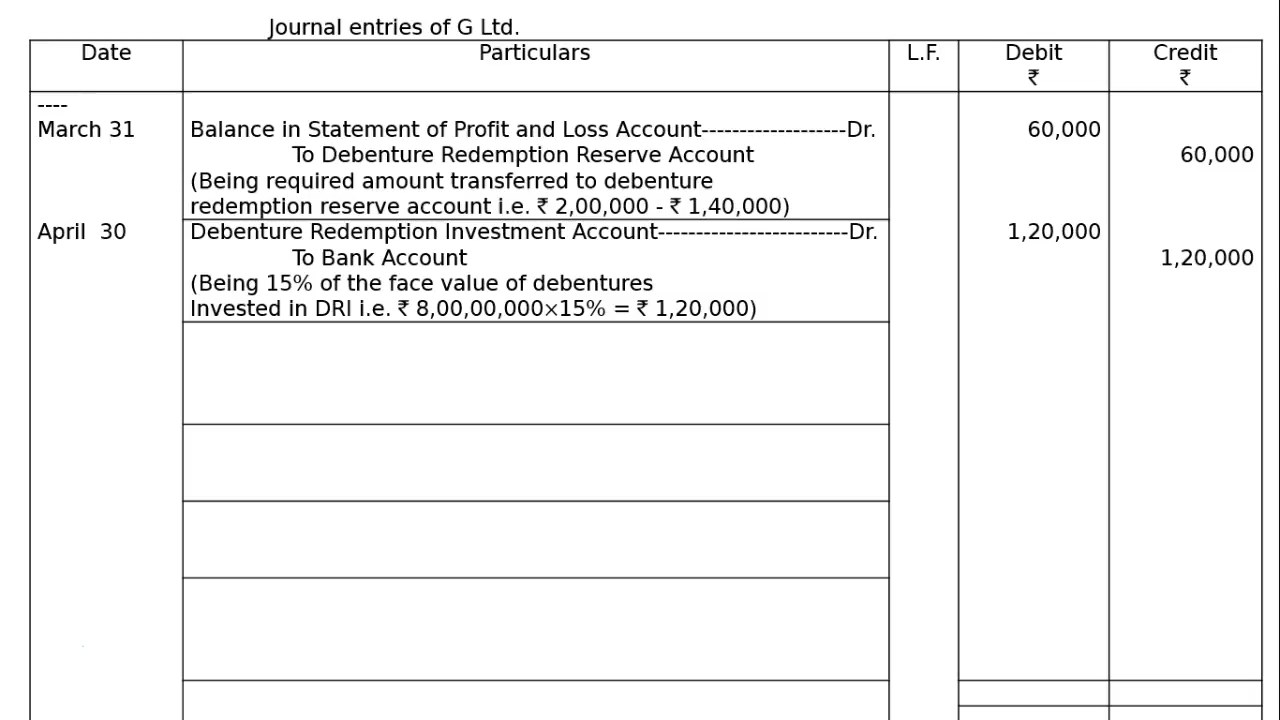 Journal entries of G Ltd.
Date Particulars L.F. Debit ₹ Credit ₹
----
March 31 Balance in Statement of Profit and Loss Account-------------------Dr. 60,000
To Debenture Redemption Reserve Account 60,000
(Being required amount transferred to debenture
redemption reserve account i.e. ₹ 2,00,000 - ₹ 1,40,000)
April 30 Debenture Redemption Investment Account-------------------------Dr. 1,20,000
To Bank Account 1,20,000
(Being 15% of the face value of debentures
Invested in DRI i.e. ₹ 8,00,00,000×15% = ₹ 1,20,000)